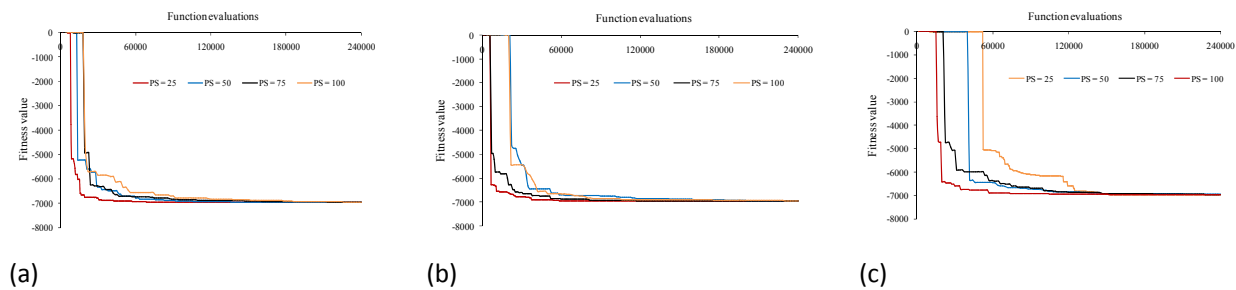 Function evaluations
0 60000 120000 180000 240000
0
-1000
-2000
-3000
-4000
-5000
-6000
-7000
-8000
Fitness value
PS = 25 PS = 50 PS = 75 PS = 100
(a)
Function evaluations
0 60000 120000 180000 240000
0
-1000
-2000
-3000
-4000
-5000
-6000
-7000
-8000
Fitness value
PS = 25 PS = 50 PS = 75 PS = 100
(b)
Function evaluations
0 60000 120000 180000 240000
0
-1000
-2000
-3000
-4000
-5000
-6000
-7000
-8000
Fitness value
PS = 25 PS = 50 PS = 75 PS = 100
(c)